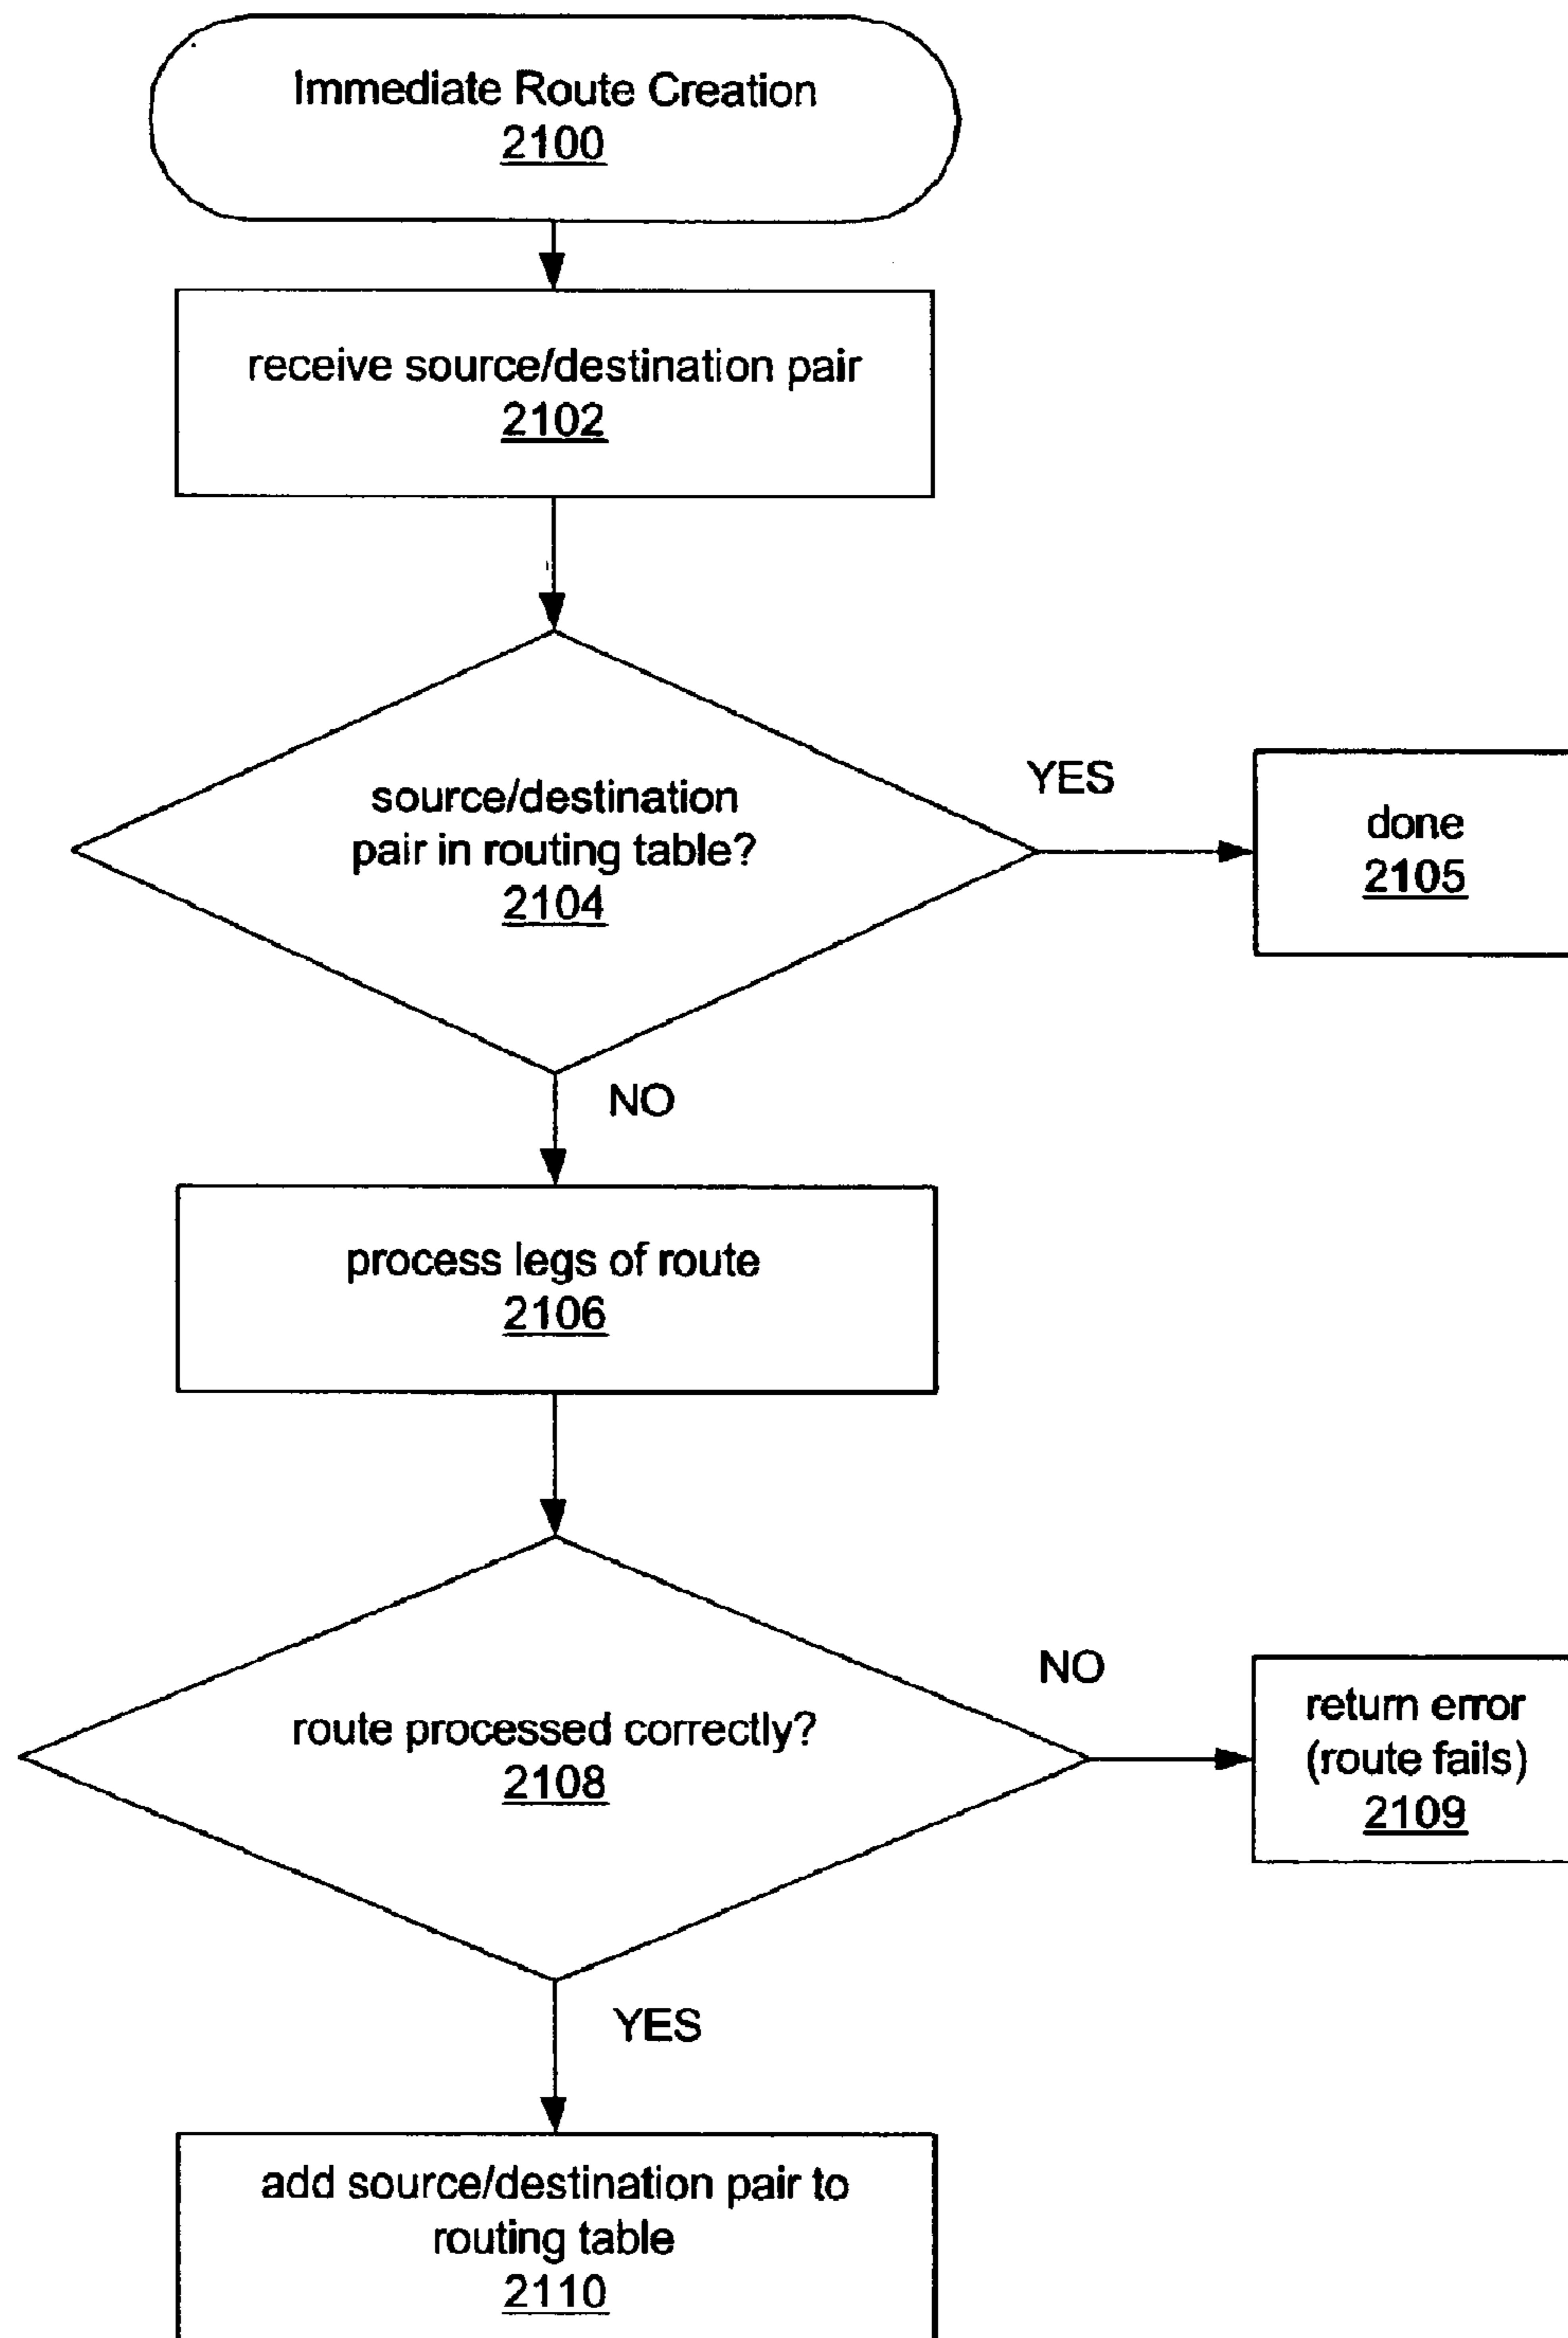 Immediate Route Creation
2100
receive source/destination pair
2102
source/destination
pair in routing table?
2104
YES
done
2105
NO
process legs of route
2106
route processed correctly?
2108
NO
return error
(route fails)
2109
YES
add source/destination pair to
routing table
2110